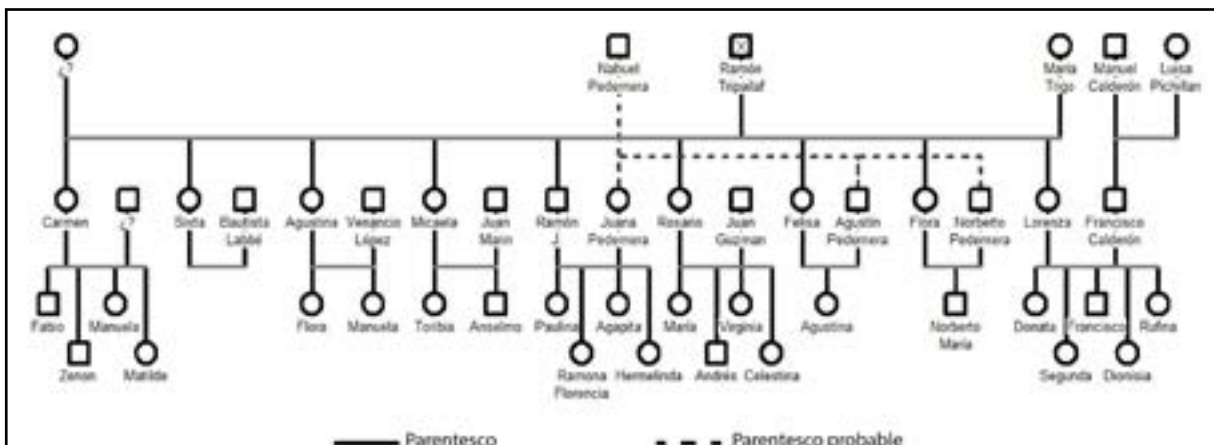 ¿?
Nahuel
Pedernera
Ramón
Tripailaf
María
Trigo
Manuel
Calderón
Luisa
Pichillan
Carmen
¿?
Sixta
Bautista
Labbé
Agustina
Venancio
López
Micaela
Juan
Marin
Ramón
J.
Juana
Pedernera
Rosario
Juan
Guzman
Felisa
Agustín
Pedernera
Flora
Norberto
Pedernera
Lorenza
Francisco
Calderón
Fabio
Manuela
Flora
Manuela
Toribia
Anselmo
Paulina
Agapita
María
Virginia
Agustina
Norberto
María
Donata
Francisco
Rufina
Zenon
Matilde
Ramona
Florencia
Hermelinda
Andrés
Celestina
Segunda
Dionisia
Parentesco
Parentesco probable